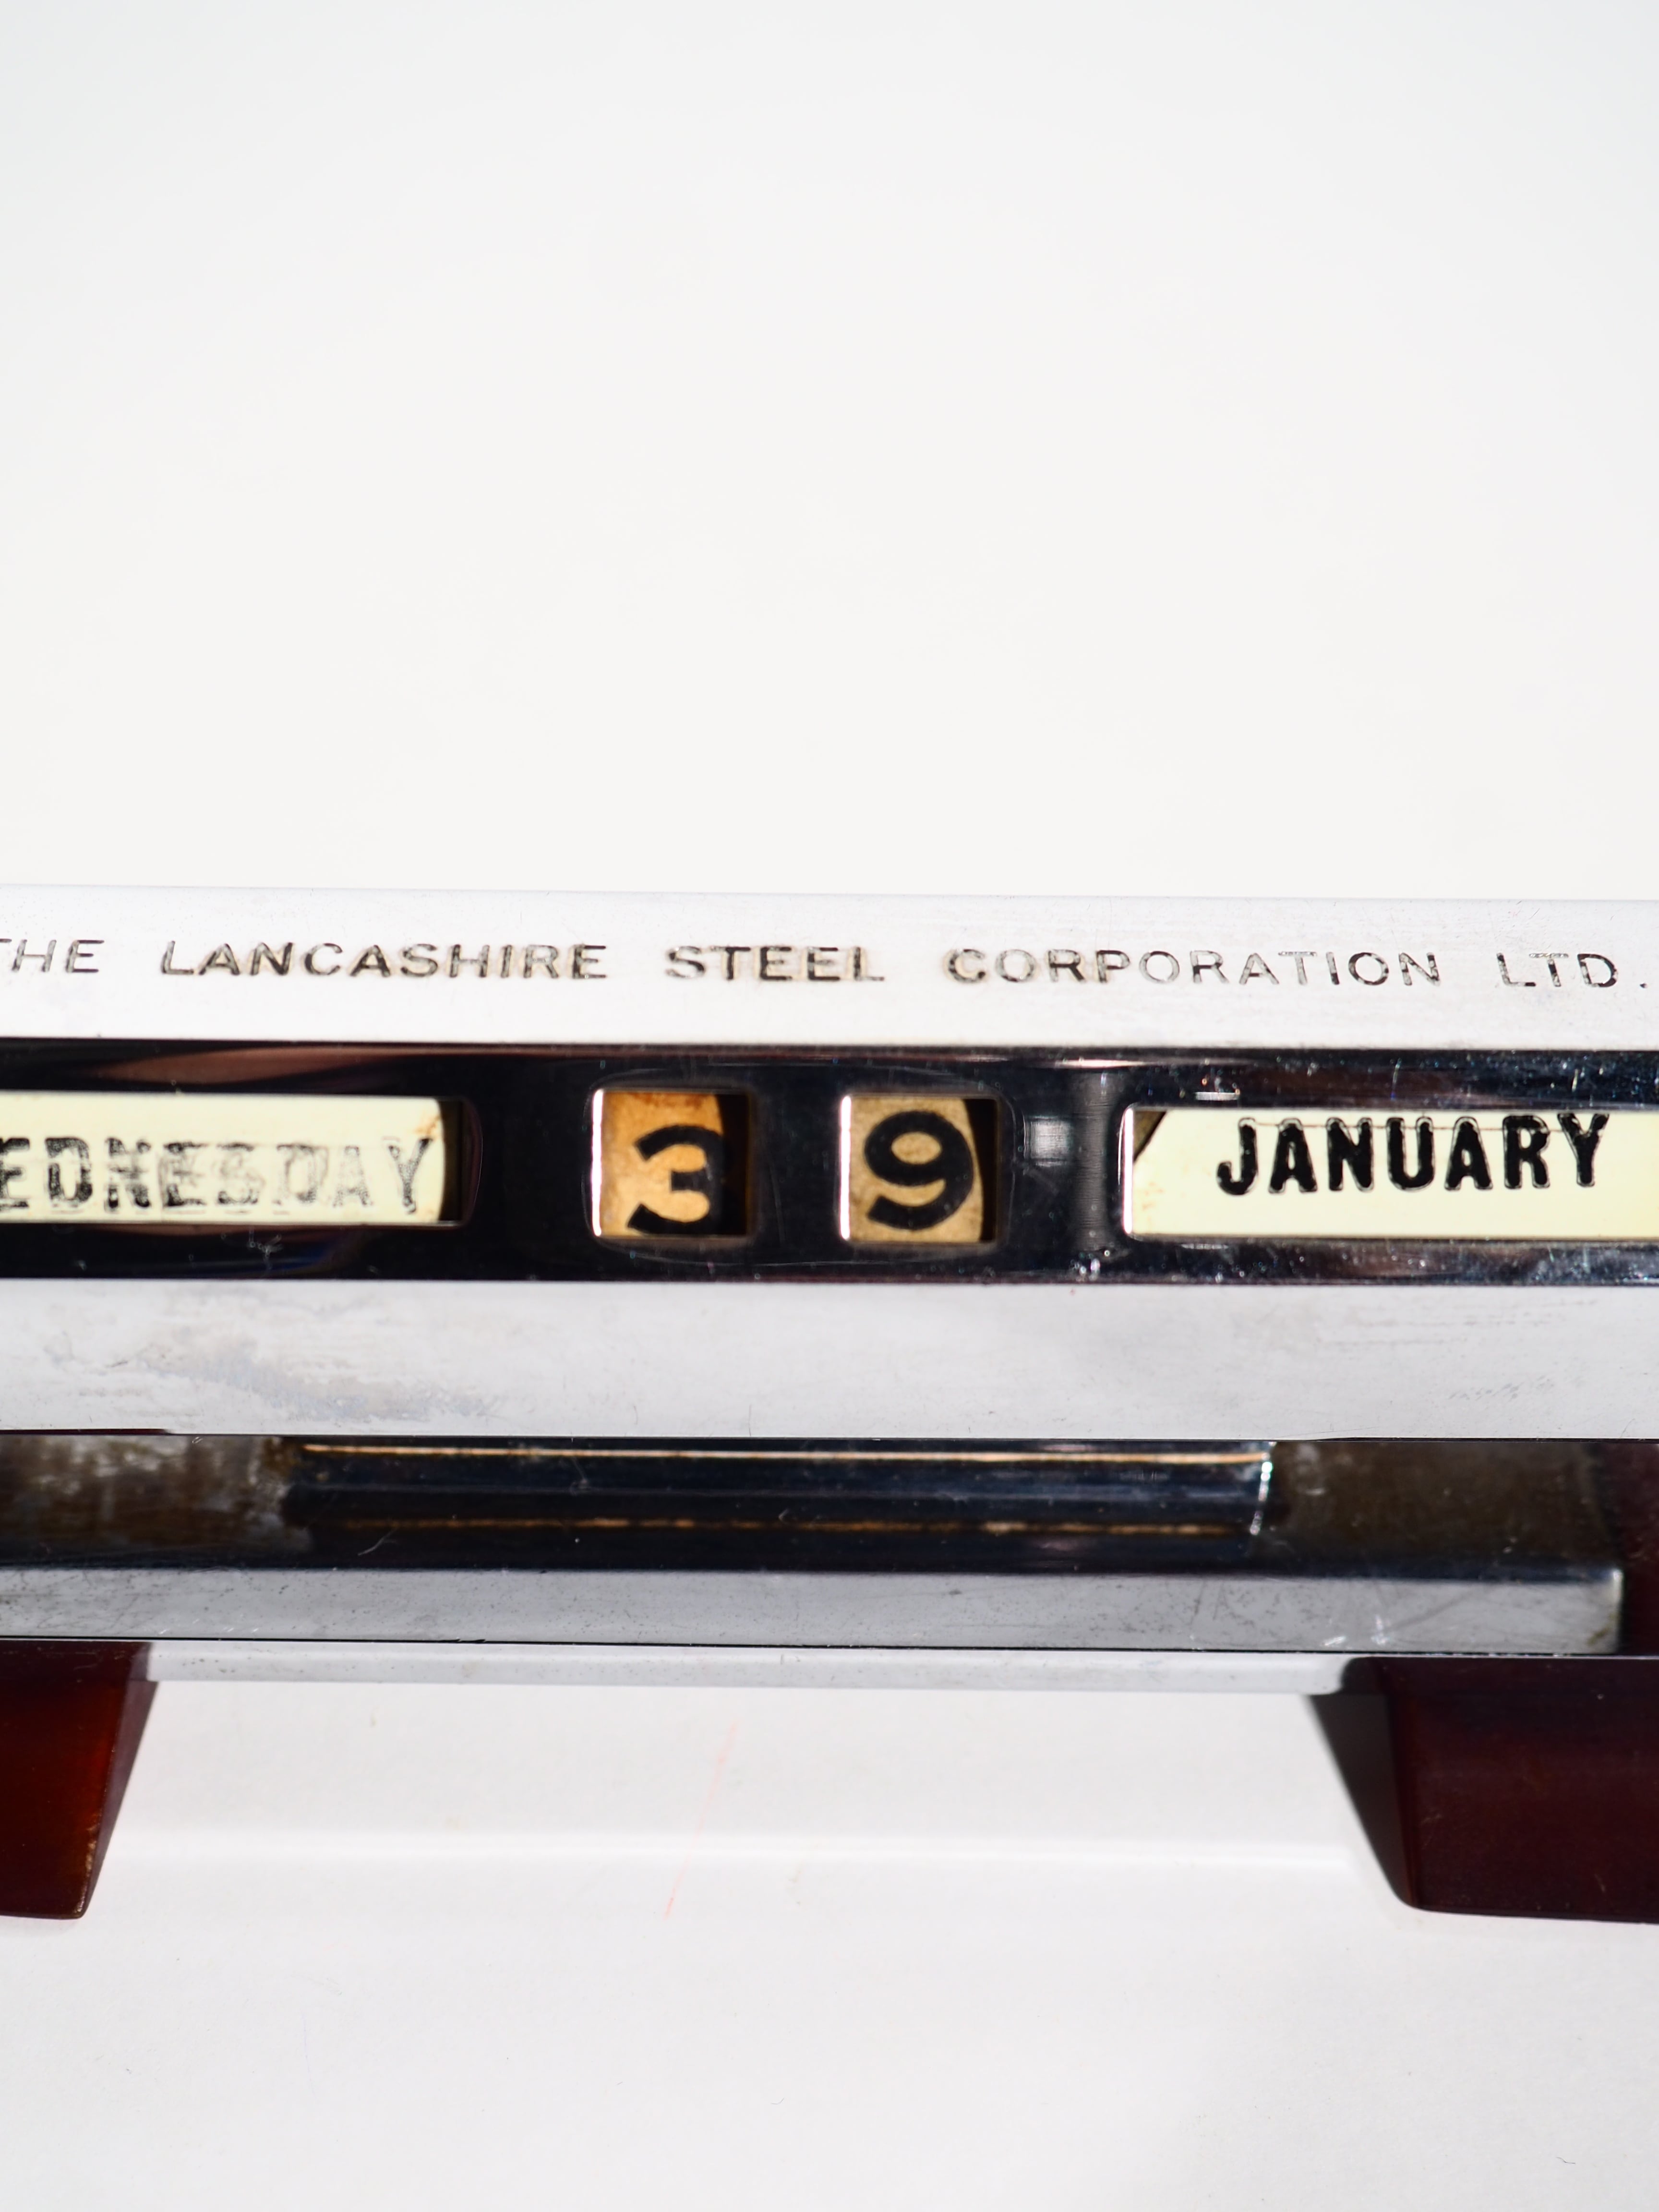 THE LANCASHIRE STEEL CORPORATION LTD.
EDNESDAY 3 9 JANUARY